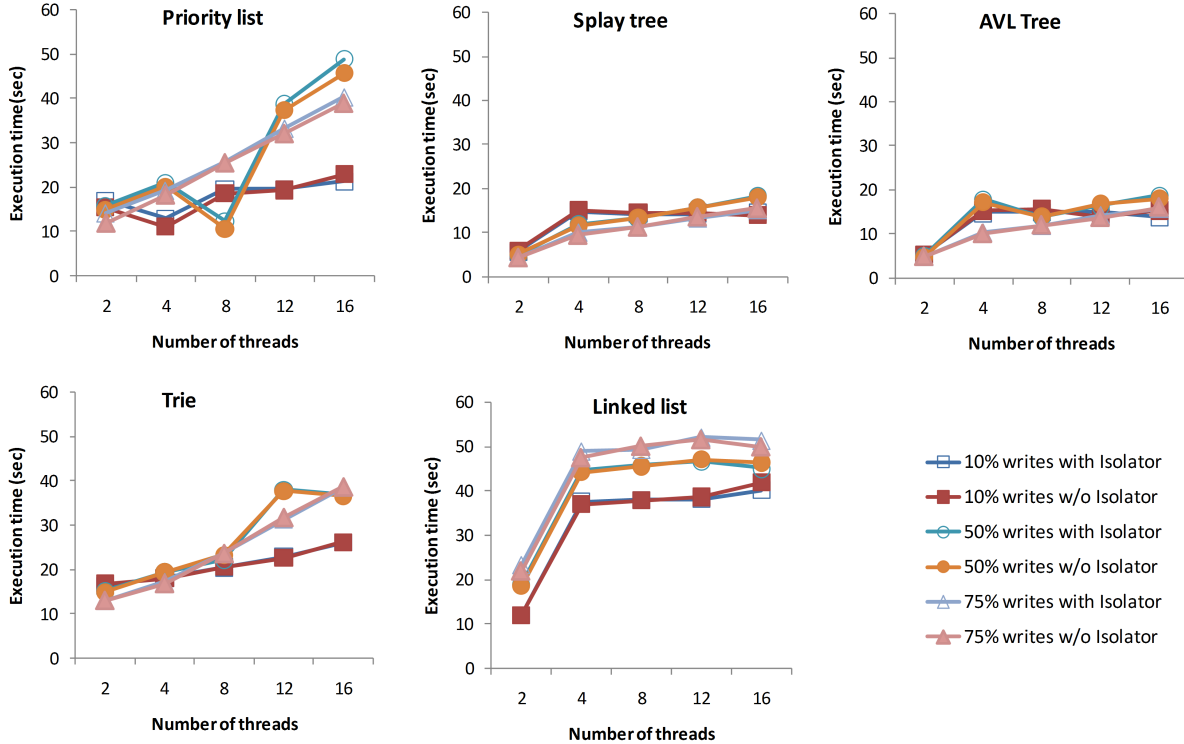 Priority list
Execution time(sec)
60
50
40
30
20
10
0
2 4 8 12 16
Number of threads
Splay tree
Execution time(sec)
60
50
40
30
20
10
0
2 4 8 12 16
Number of threads
AVL Tree
Execution time (sec)
60
50
40
30
20
10
0
2 4 8 12 16
Number of threads
Trie
Execution time (sec)
60
50
40
30
20
10
0
2 4 8 12 16
Number of threads
Linked list
Execution time (sec)
60
50
40
30
20
10
0
2 4 8 12 16
Number of threads
10% writes with Isolator
10% writes w/o Isolator
50% writes with Isolator
50% writes w/o Isolator
75% writes with Isolator
75% writes w/o Isolator